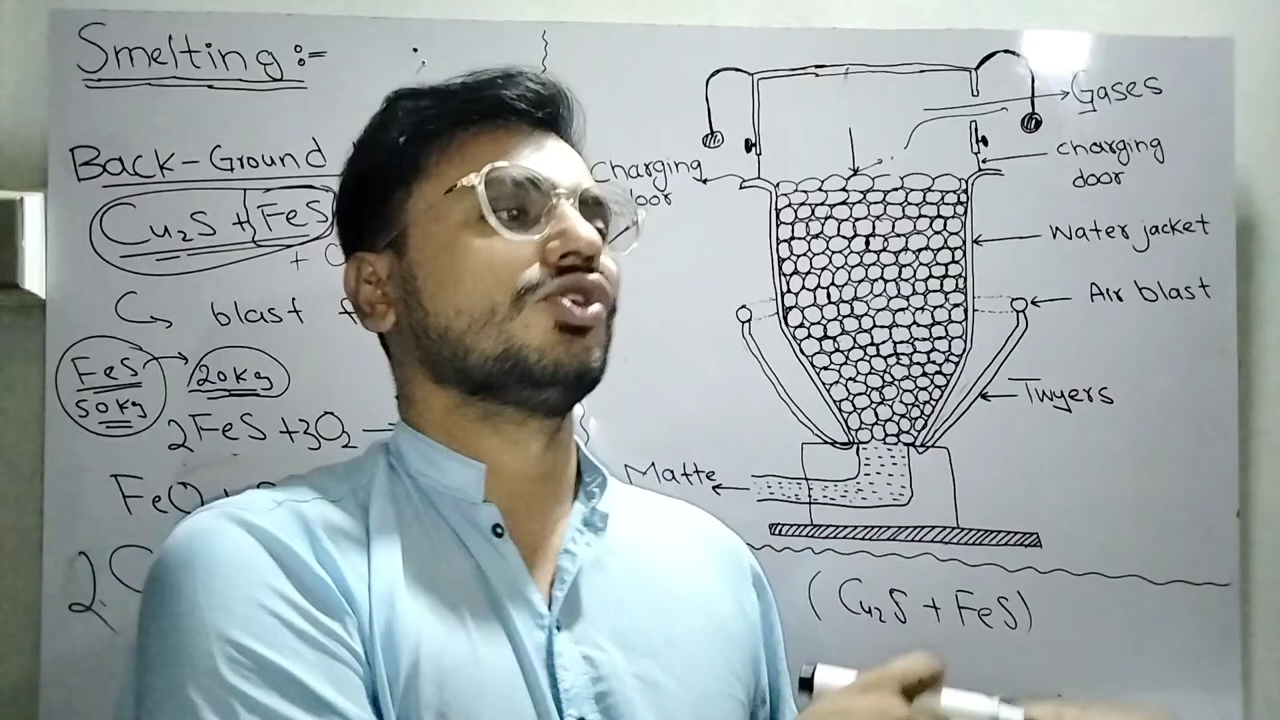 Smelting :-
Back-Ground
Cu₂S + FeS
+
↳ blast
FeS → 20Kg
50Kg
2FeS + 3O₂ →
FeO +
2.
Gases
charging
door
Charging
Water jacket
Air blast
Twyers
Matte
(Cu₂S + FeS)